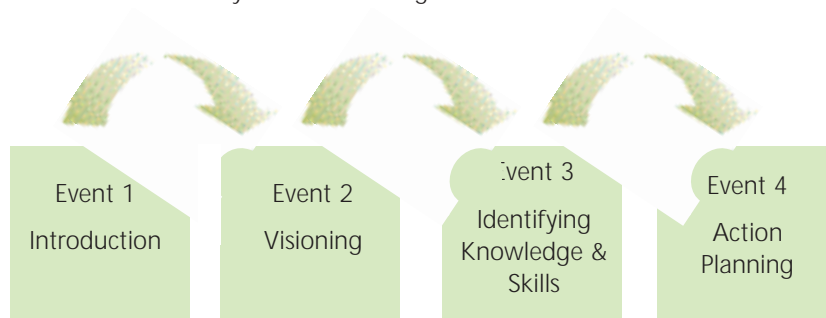 Event 1
Introduction
Event 2
Visioning
Event 3
Identifying
Knowledge &
Skills
Event 4
Action
Planning